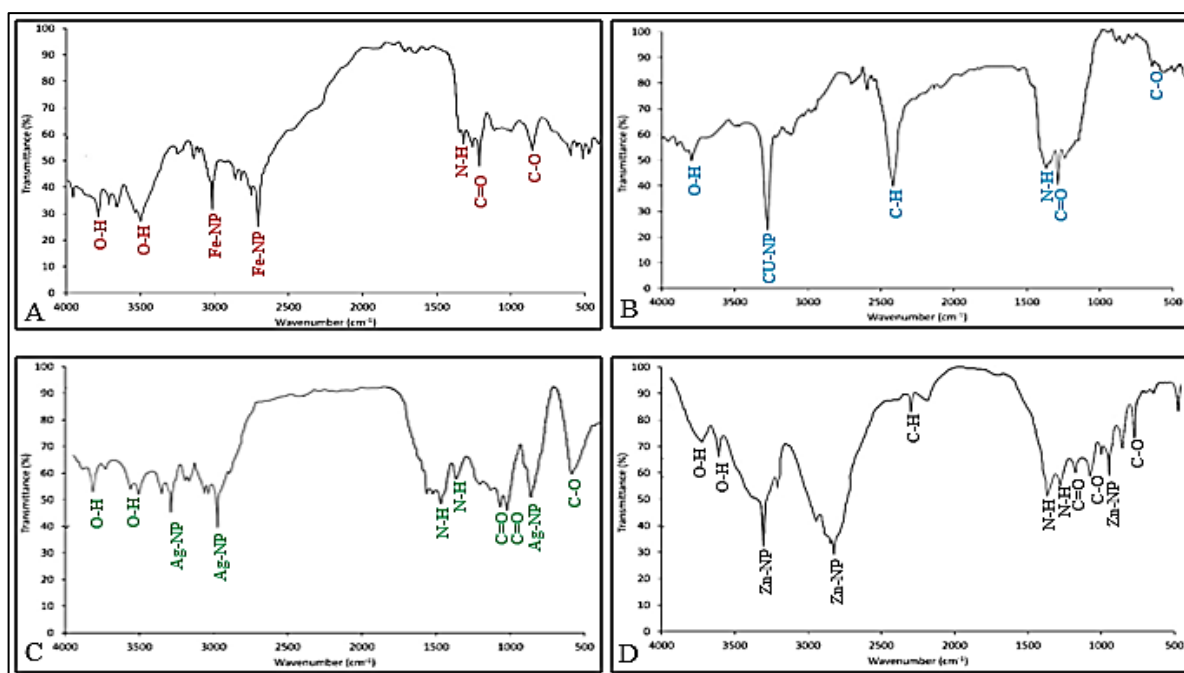 100
90
80
70
60
50
40
30
20
10
0
Transmittance (%)
O-H
O-H
Fe-NP
Fe-NP
N-H
C=O
C-O
4000 3500 3000 2500 2000 1500 1000 500
Wavenumber (cm⁻¹)
A
100
90
80
70
60
50
40
30
20
10
0
Transmittance (%)
O-H
CU-NP
C-H
N-H
C=O
C-O
4000 3500 3000 2500 2000 1500 1000 500
Wavenumber (cm⁻¹)
B
100
90
80
70
60
50
40
30
20
10
0
Transmittance (%)
O-H
O-H
Ag-NP
Ag-NP
N-H
N-H
C=O
C=O
Ag-NP
C-O
4000 3500 3000 2500 2000 1500 1000 500
Wavenumber (cm⁻¹)
C
100
90
80
70
60
50
40
30
20
10
0
Transmittance (%)
O-H
O-H
Zn-NP
Zn-NP
C-H
N-H
N-H
C=O
C-O
Zn-NP
C-O
4000 3500 3000 2500 2000 1500 1000 500
Wavenumber (cm⁻¹)
D